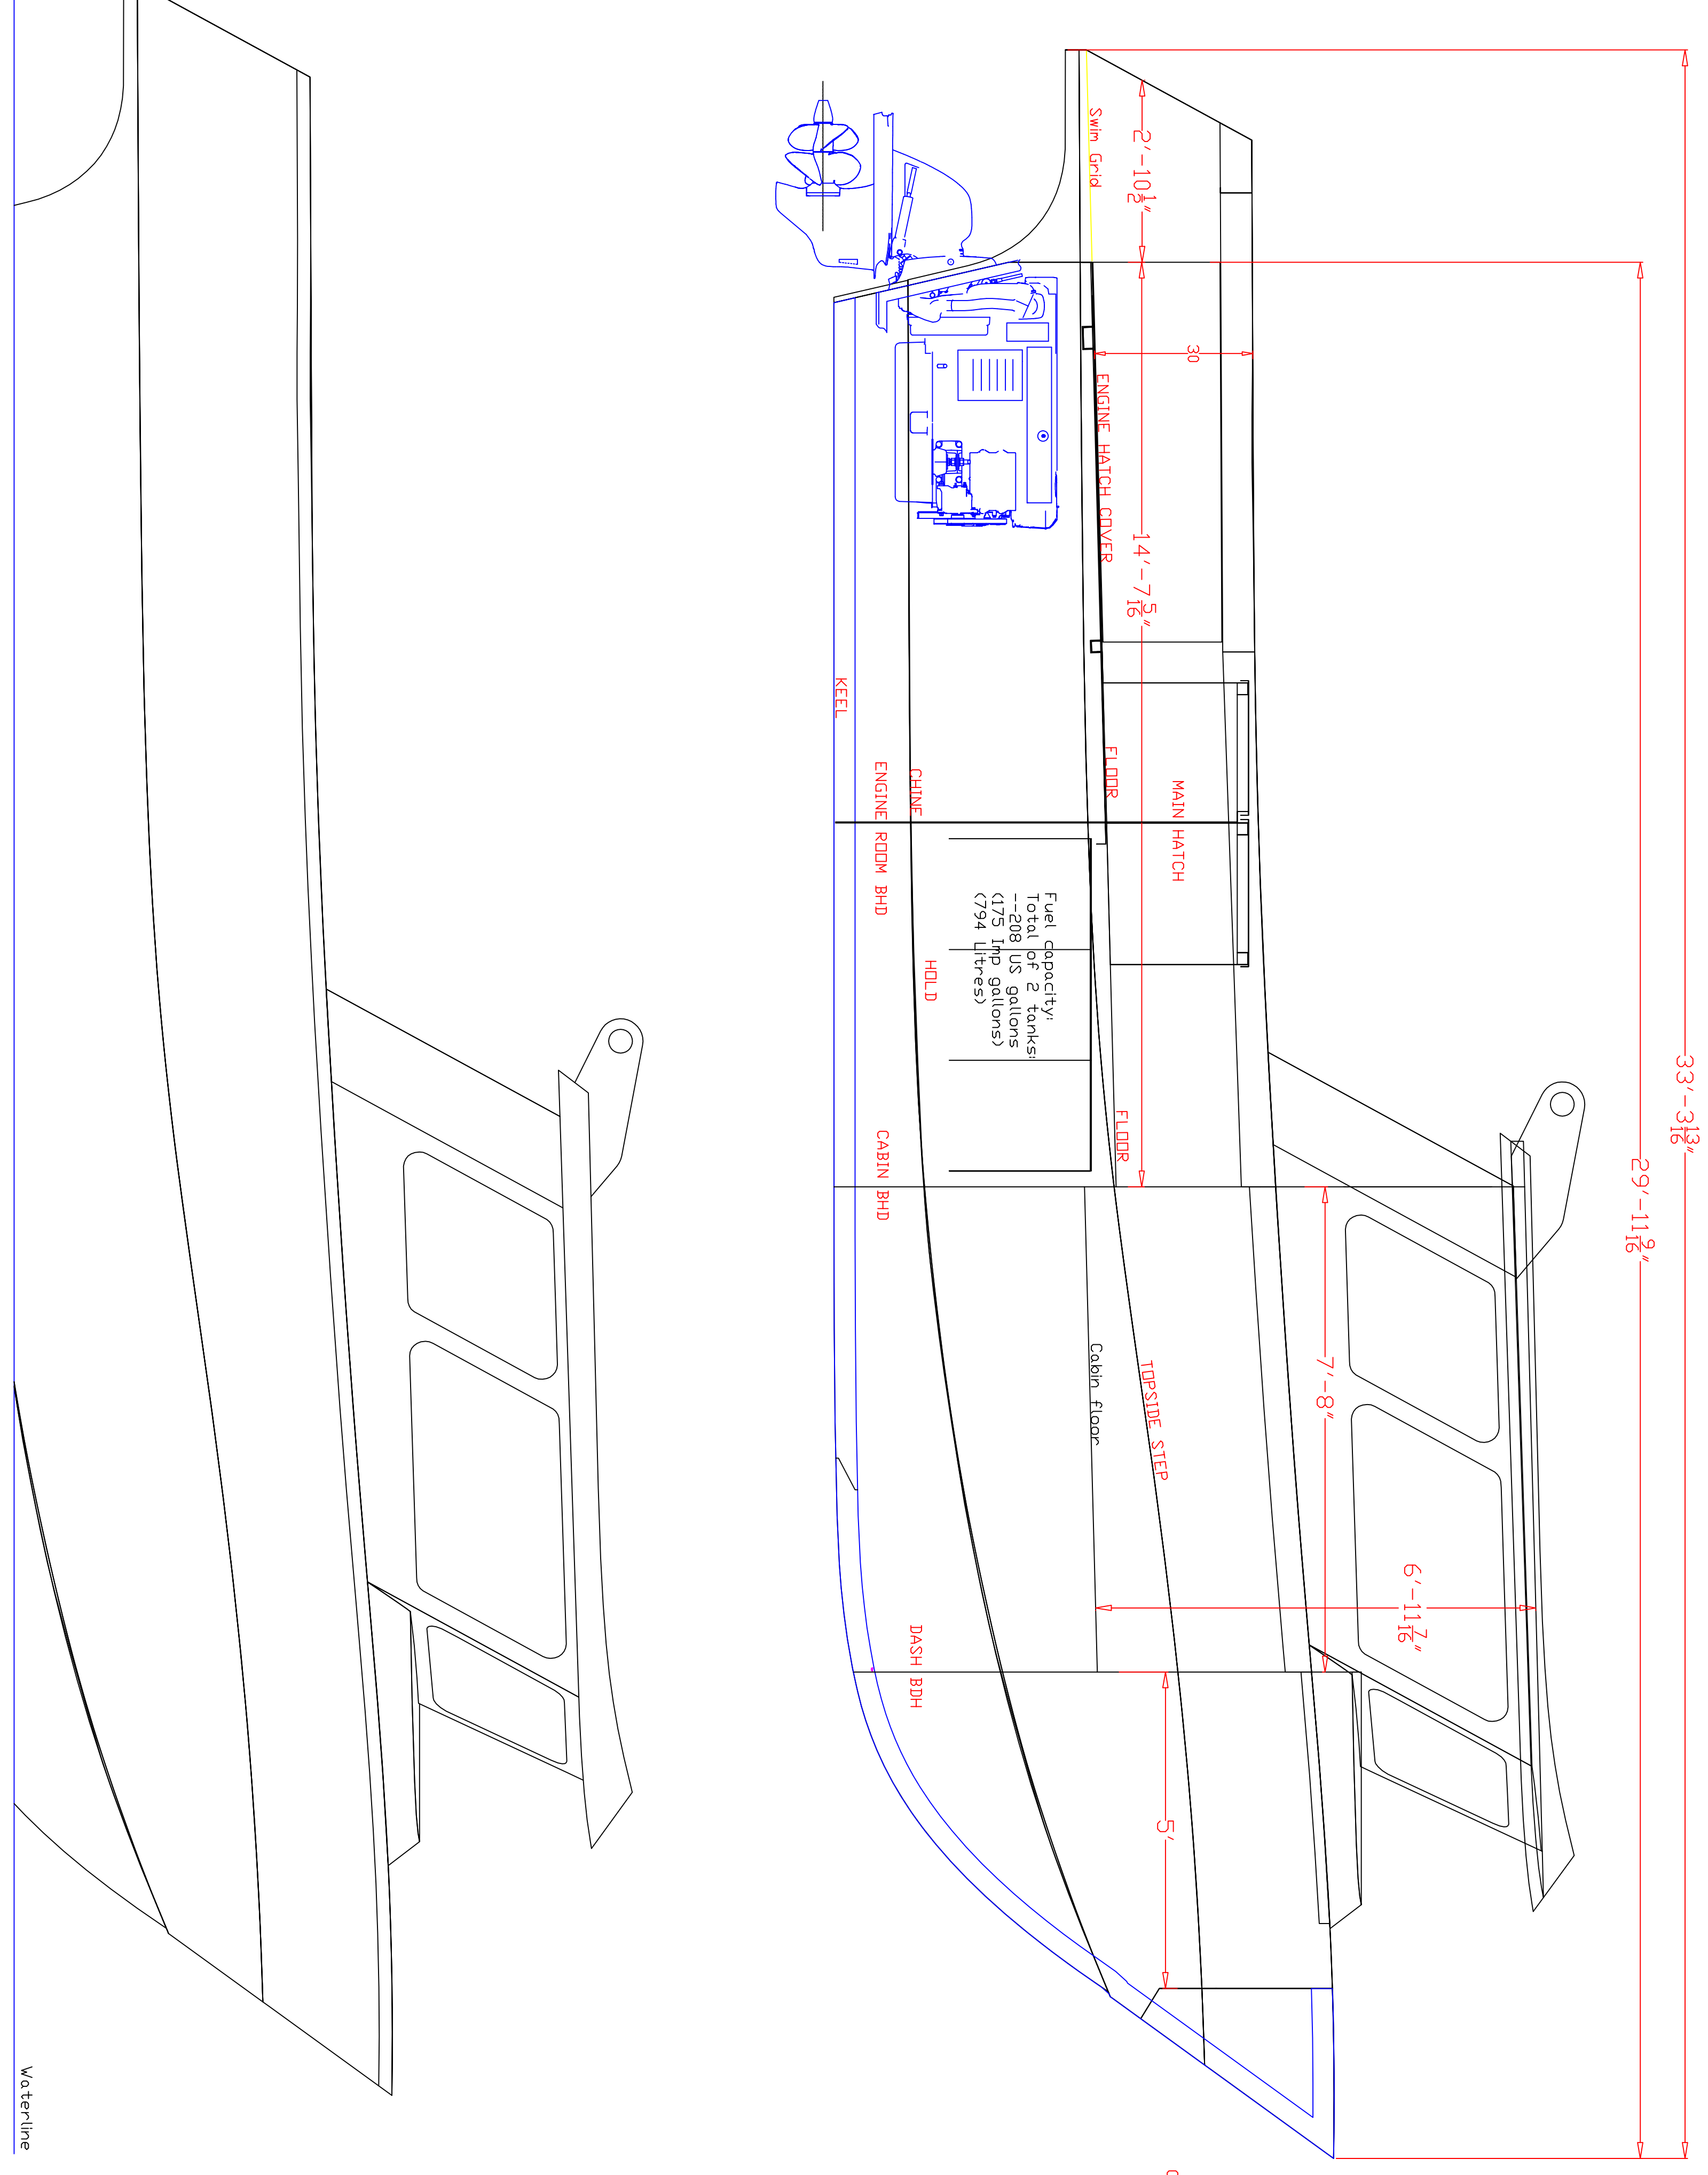 33'-3 13/16"
29'-11 9/16"
6'-11 7/16"
7'-8"
30
MAIN HATCH
5'
2'-10 1/2"
14'-7 5/16"
TOPSIDE STEP
FLOOR
FLOOR
ENGINE HATCH COVER
Swim Grid
Cabin floor
Fuel capacity:
Total of 2 tanks:
--208 US gallons
(175 Imp gallons)
(794 Litres)
HOLD
CHINE
DASH BDH
ENGINE ROOM BHD
CABIN BHD
KEEL
Waterline